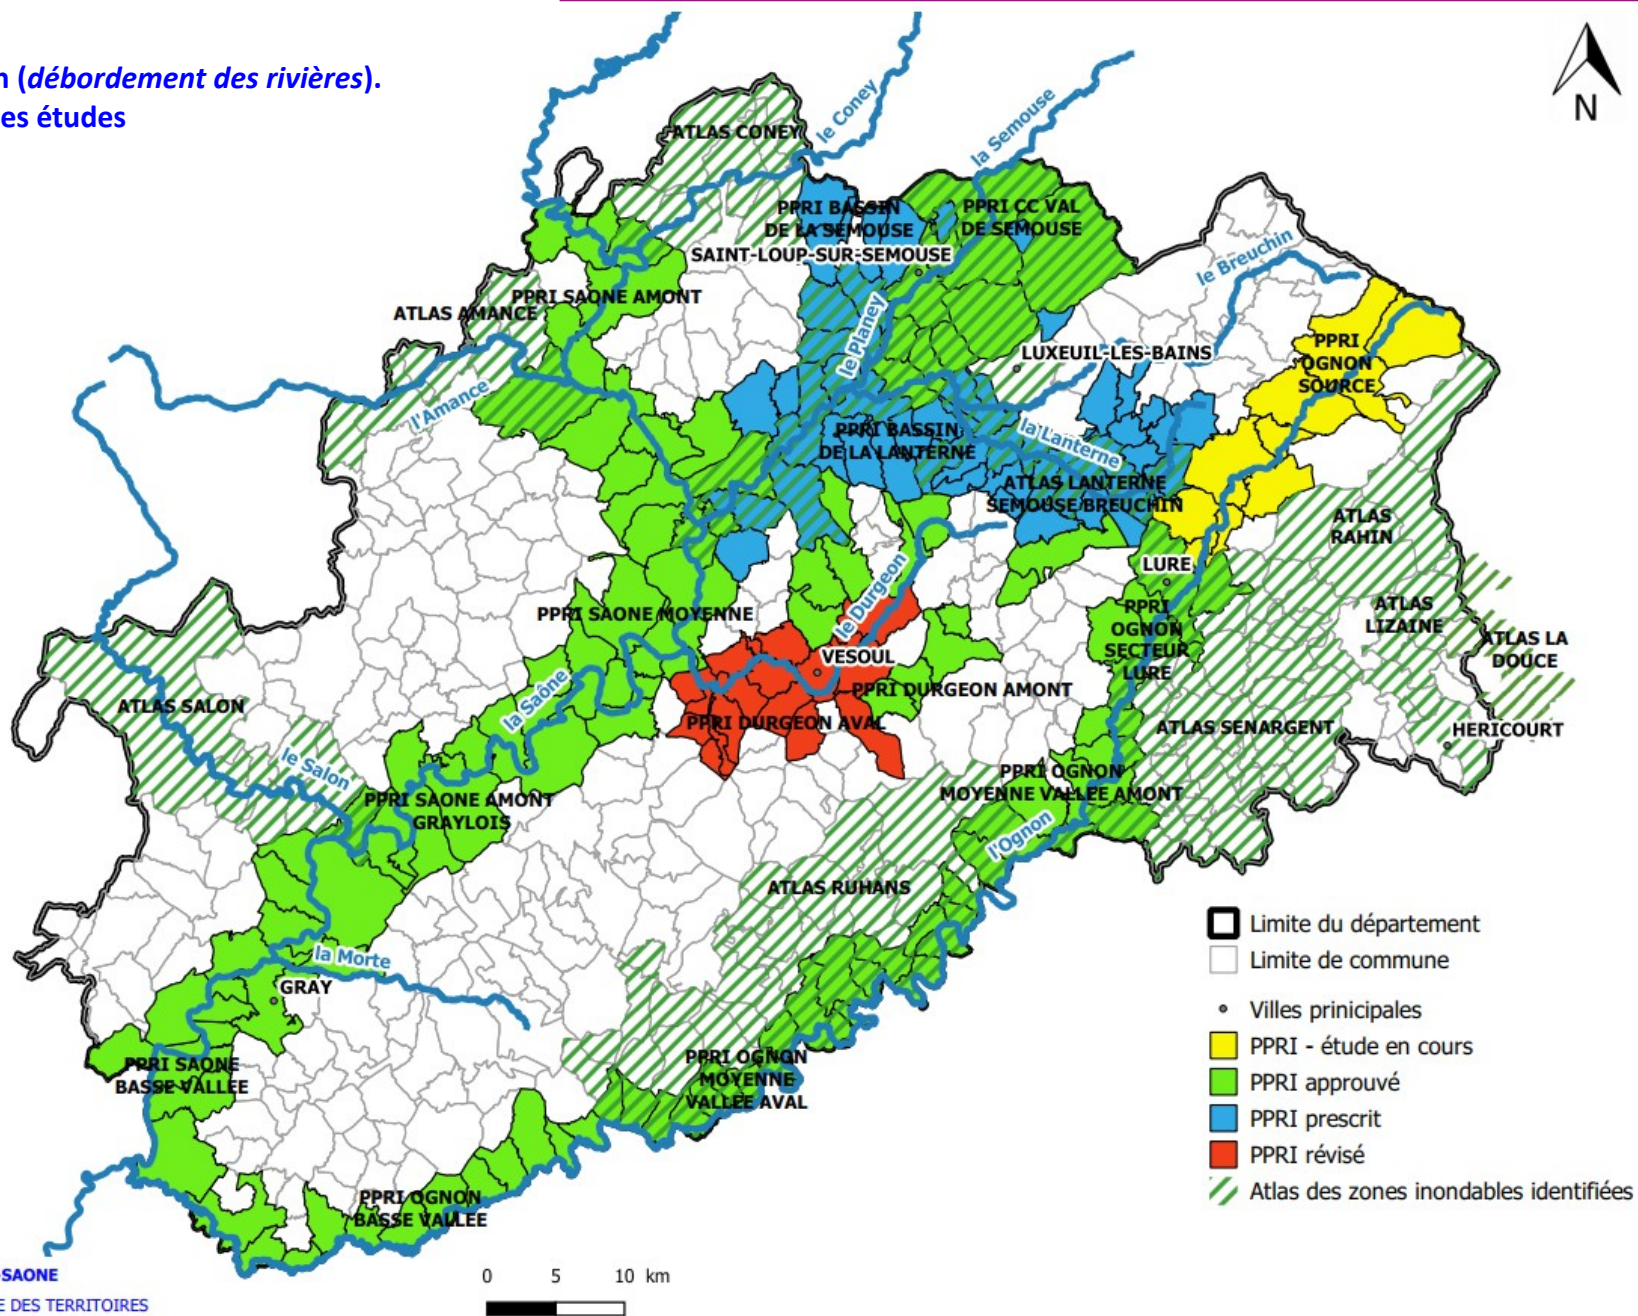 n (débordement des rivières).
es études
N
le Coney
la Semouse
ATLAS CONEY
PPRI BASSIN
DE LA SEMOUSE
PPRI CC VAL
DE SEMOUSE
SAINT-LOUP-SUR-SEMOUSE
le Breuchin
PPRI SAONE AMONT
ATLAS AMANCE
le Planey
LUXEUIL-LES-BAINS
PPRI
OGNON
SOURCE
l'Amance
PPRI BASSIN
DE LA LANTERNE
la Lanterne
ATLAS LANTERNE
SEMOUSE BREUCHIN
ATLAS
RAHIN
LURE
le Durgeon
PPRI SAONE MOYENNE
PPRI
OGNON
SECTEUR
LURE
ATLAS
LIZAINE
ATLAS LA
DOUCE
VESOUL
PPRI DURGEON AMONT
la Saône
ATLAS SALON
PPRI DURGEON AVAL
ATLAS SENARGENT
HERICOURT
le Salon
PPRI OGNON
MOYENNE VALLEE AMONT
PPRI SAONE AMONT
GRAYLOIS
l'Ognon
ATLAS RUHANS
la Morte
GRAY
PPRI SAONE
BASSE VALLEE
PPRI OGNON
MOYENNE
VALLEE AVAL
PPRI OGNON
BASSE VALLEE
Limite du département
Limite de commune
Villes prinicipales
PPRI - étude en cours
PPRI approuvé
PPRI prescrit
PPRI révisé
Atlas des zones inondables identifiées
-SAONE
E DES TERRITOIRES
0 5 10 km